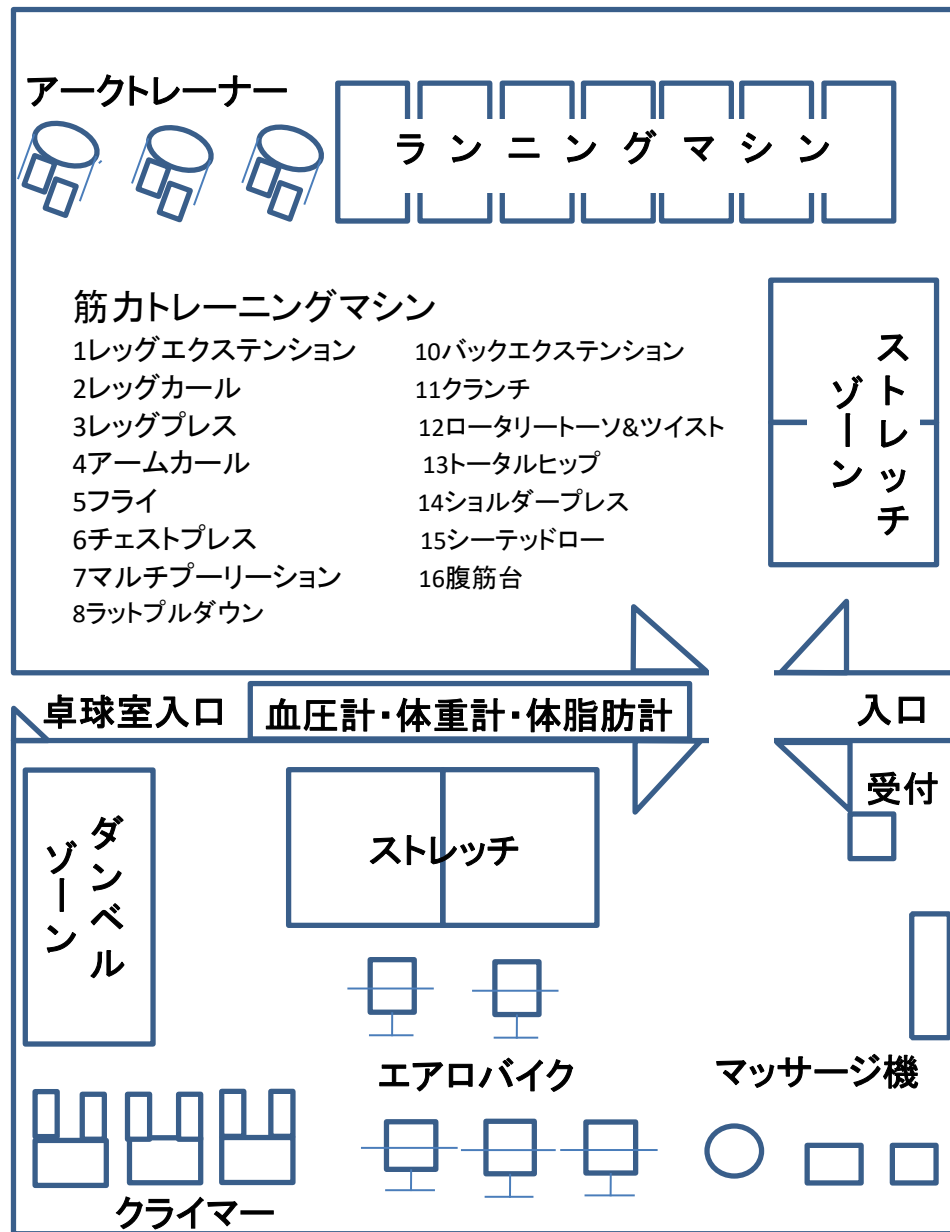 アークトレーナー
ランニングマシン
筋力トレーニングマシン
1レッグエクステンション
2レッグカール
3レッグプレス
4アームカール
5フライ
6チェストプレス
7マルチプーリーション
8ラットプルダウン
10バックエクステンション
11クランチ
12ロータリートーソ&ツイスト
13トータルヒップ
14ショルダープレス
15シーテッドロー
16腹筋台
ストレッチ
ゾーン
卓球室入口
血圧計・体重計・体脂肪計
入口
受付
ダンベル
ゾーン
ストレッチ
エアロバイク
マッサージ機
クライマー